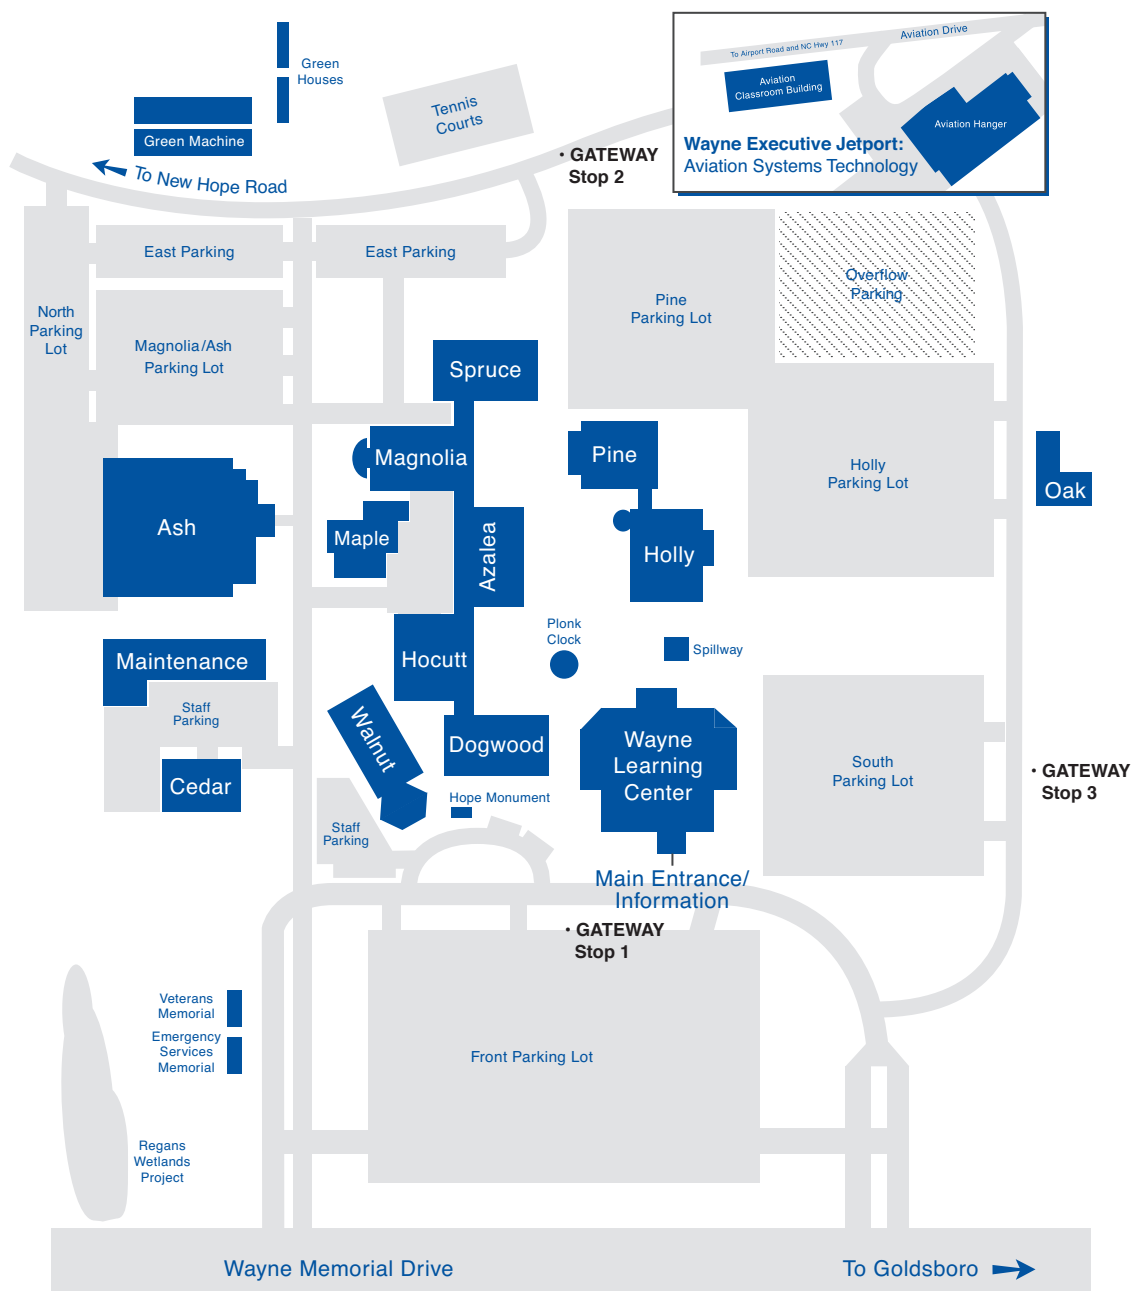 Green
Houses
Green Machine
To New Hope Road
Tennis
Courts
• GATEWAY
Stop 2
To Airport Road and NC Hwy 117
Aviation Drive
Aviation
Classroom Building
Aviation Hanger
Wayne Executive Jetport:
Aviation Systems Technology
East Parking
East Parking
North
Parking
Lot
Magnolia/Ash
Parking Lot
Pine
Parking Lot
Overflow
Parking
Spruce
Magnolia
Pine
Holly
Parking Lot
Oak
Ash
Maple
Azalea
Holly
Plonk
Clock
Spillway
Maintenance
Hocutt
Staff
Parking
Walnut
Dogwood
Wayne
Learning
Center
South
Parking Lot
• GATEWAY
Stop 3
Cedar
Hope Monument
Staff
Parking
Main Entrance/
Information
• GATEWAY
Stop 1
Veterans
Memorial
Emergency
Services
Memorial
Front Parking Lot
Regans
Wetlands
Project
Wayne Memorial Drive
To Goldsboro